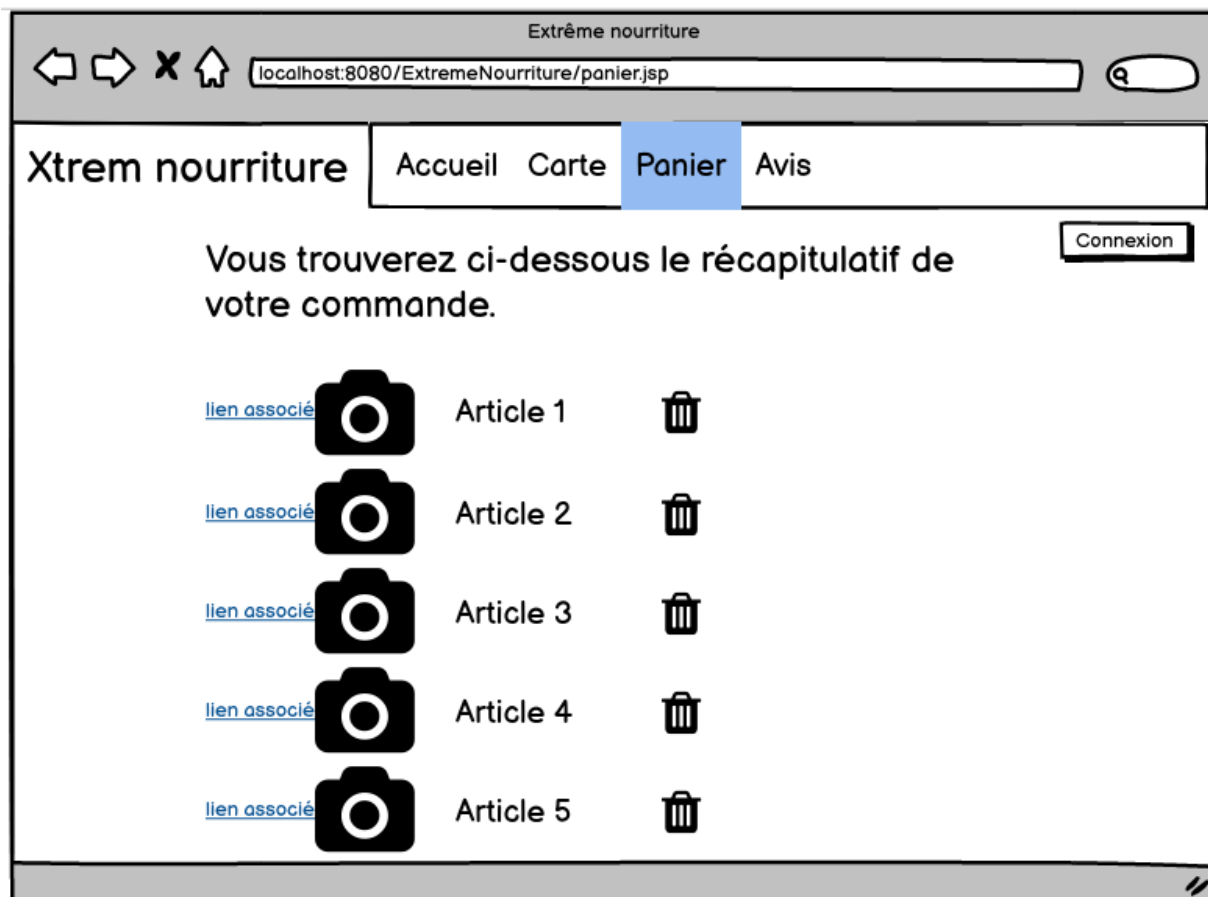 Extrême nourriture
localhost:8080/ExtremeNourriture/panier.jsp
Xtrem nourriture
Accueil Carte Panier Avis
Connexion
Vous trouverez ci-dessous le récapitulatif de
votre commande.
lien associé Article 1
lien associé Article 2
lien associé Article 3
lien associé Article 4
lien associé Article 5